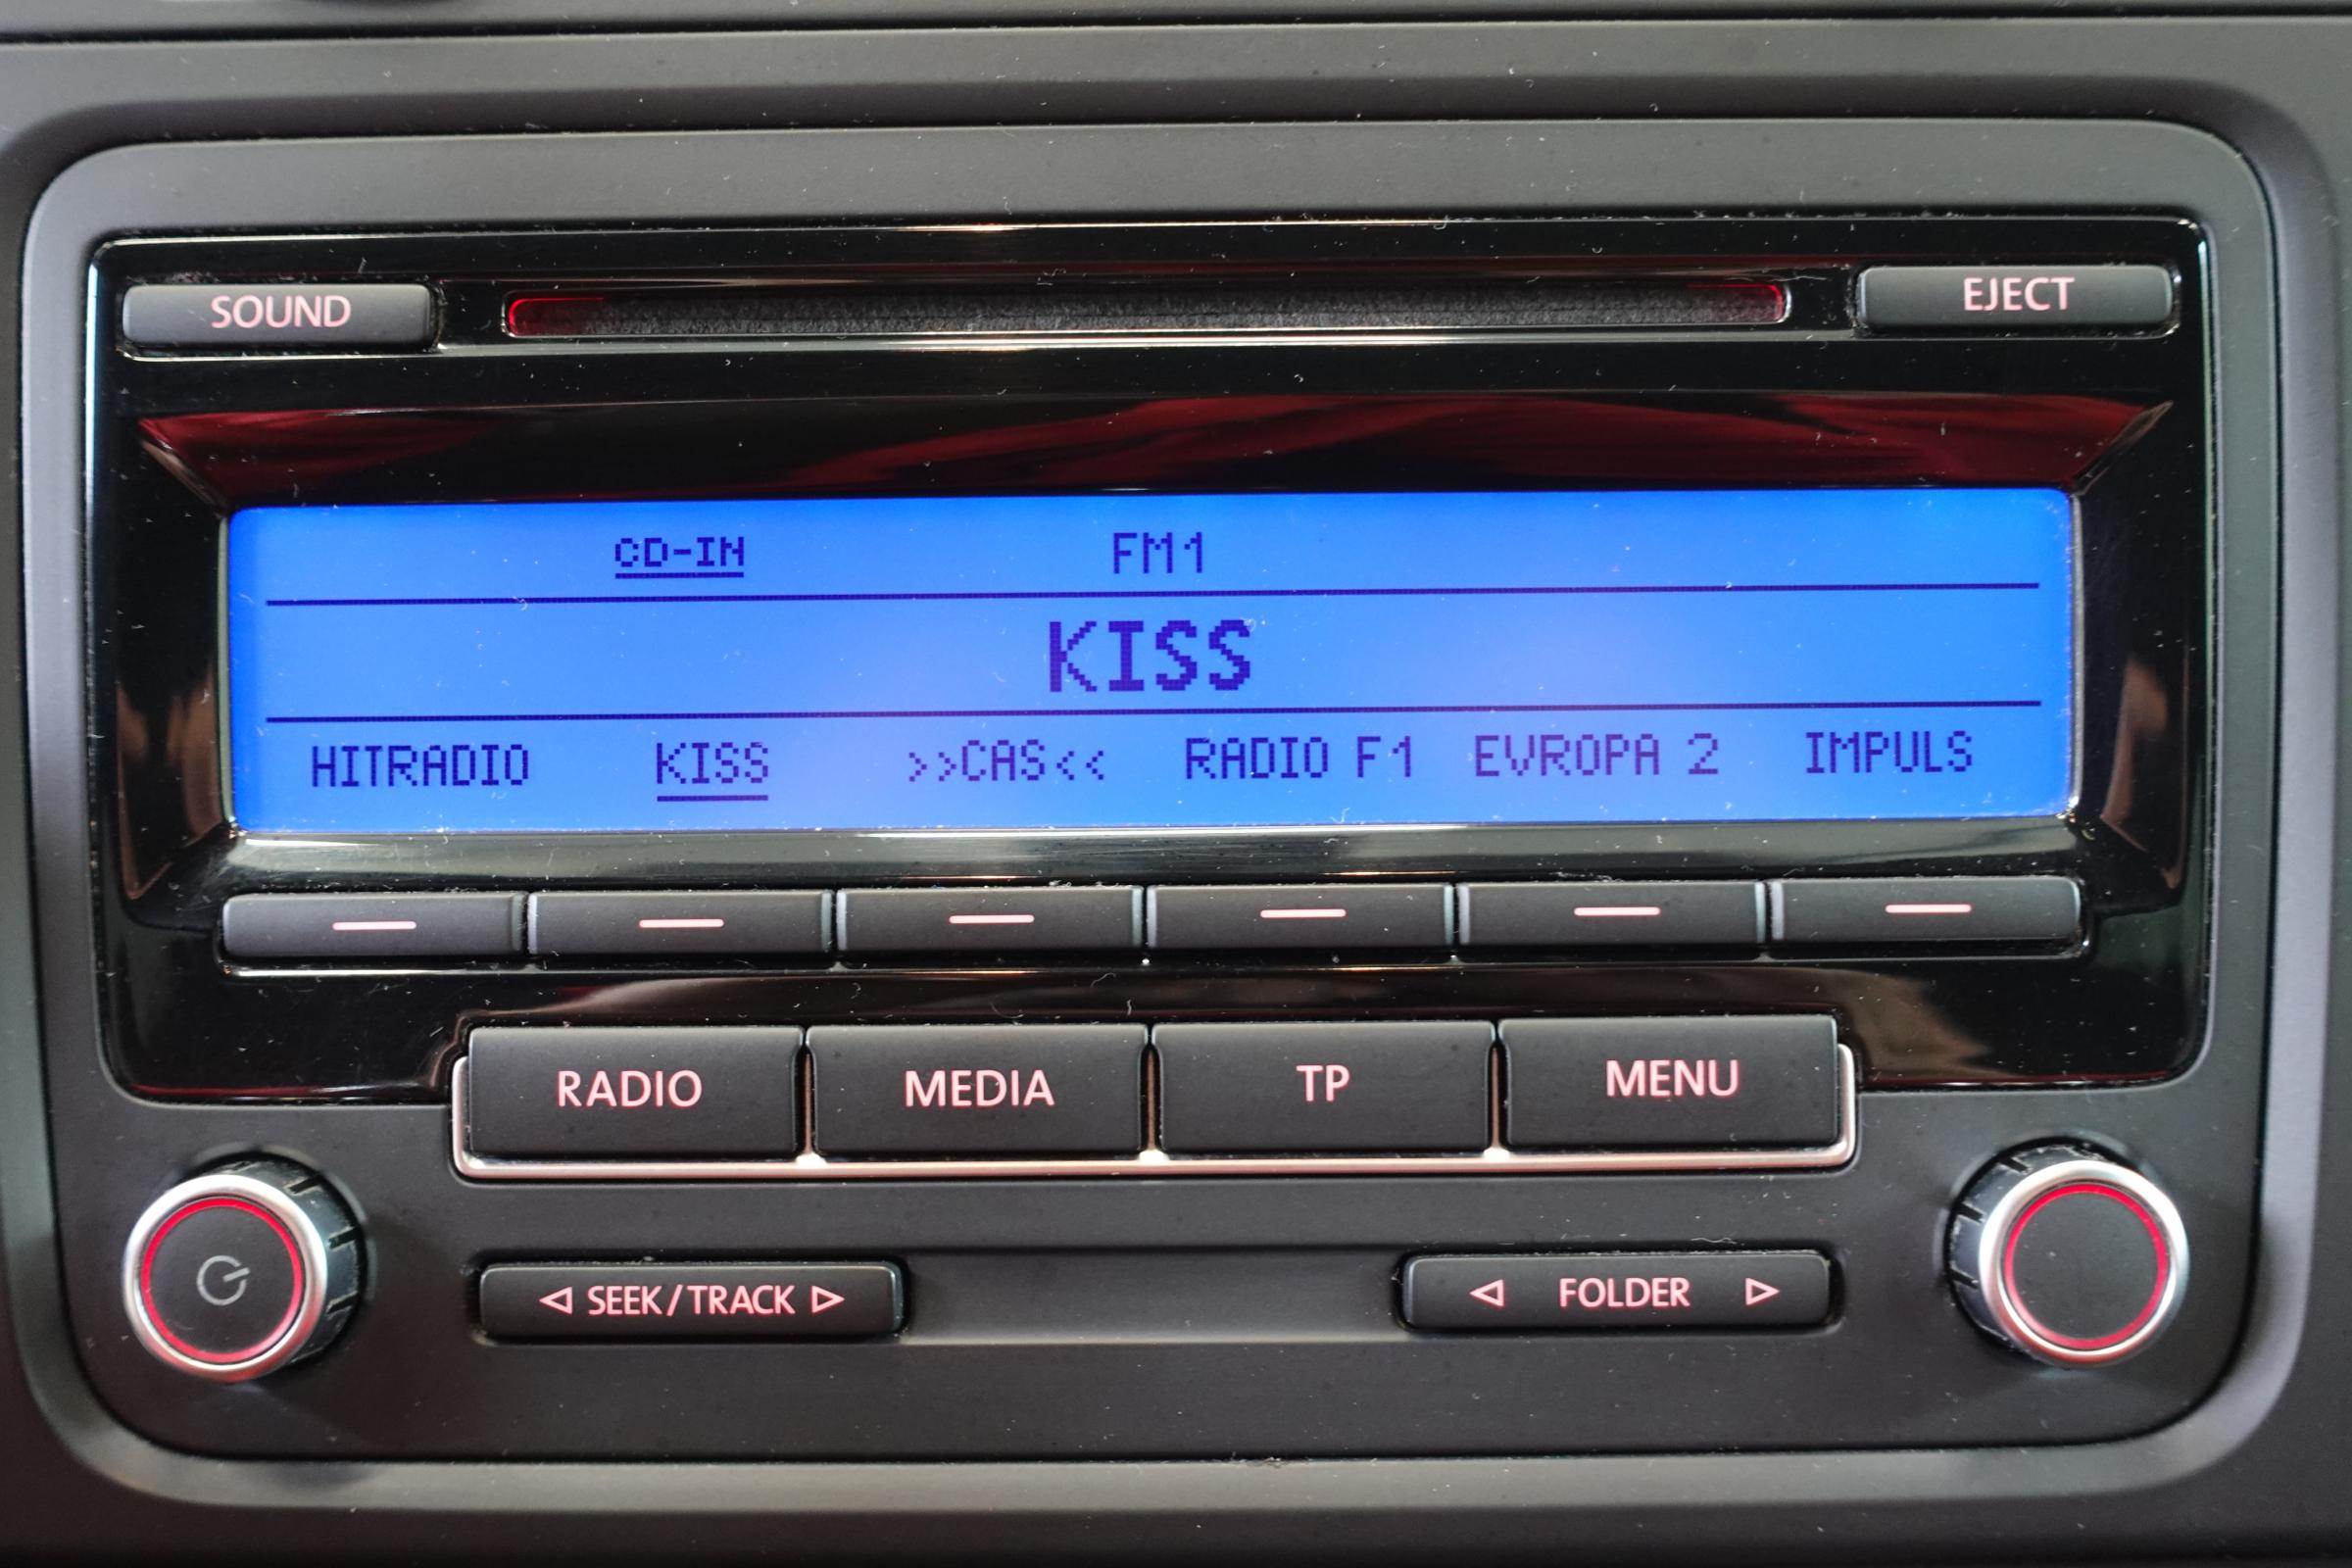 SOUND EJECT
CD-IN FM1
KISS
HITRADIO KISS >>CAS<< RADIO F1 EVROPA 2 IMPULS
RADIO MEDIA TP MENU
SEEK/TRACK FOLDER